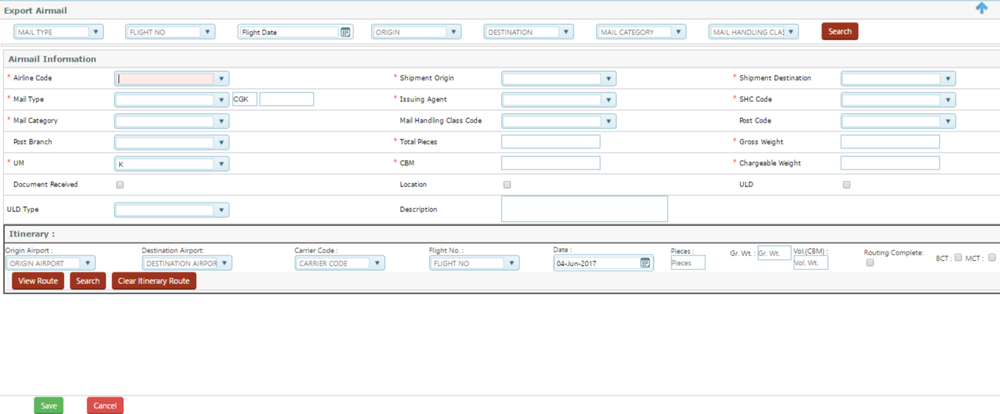 Export Airmail
MAIL TYPE FLIGHT NO Flight Date ORIGIN DESTINATION MAIL CATEGORY MAIL HANDLING CLAS Search
Airmail Information
* Airline Code * Shipment Origin * Shipment Destination
* Mail Type CGK * Issuing Agent * SHC Code
* Mail Category Mail Handling Class Code Post Code
Post Branch * Total Pieces * Gross Weight
* UM K * CBM * Chargeable Weight
Document Received Location ULD
ULD Type Description
Itinerary :
Origin Airport : Destination Airport: Carrier Code : Flight No. : Date : Pieces : Gr. Wt. : Gr. Wt. Vol.(CBM) : Routing Complete: BCT : MCT :
ORIGIN AIRPORT DESTINATION AIRPOR CARRIER CODE FLIGHT NO 04-Jun-2017 Pieces Vol. Wt.
View Route Search Clear Itinerary Route
Save Cancel